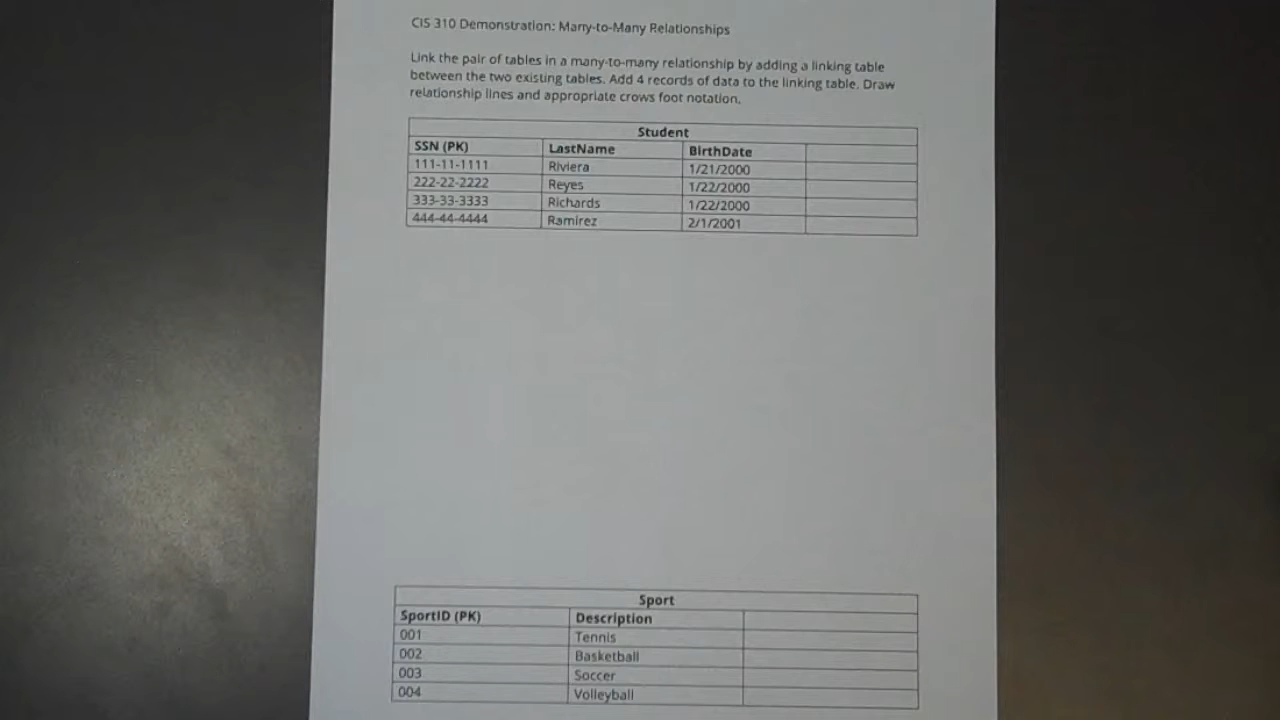 CIS 310 Demonstration: Many-to-Many Relationships
Link the pair of tables in a many-to-many relationship by adding a linking table
between the two existing tables. Add 4 records of data to the linking table. Draw
relationship lines and appropriate crows foot notation.
Student
SSN (PK) LastName BirthDate
111-11-1111 Riviera 1/21/2000
222-22-2222 Reyes 1/22/2000
333-33-3333 Richards 1/22/2000
444-44-4444 Ramirez 2/1/2001
Sport
SportID (PK) Description
001 Tennis
002 Basketball
003 Soccer
004 Volleyball